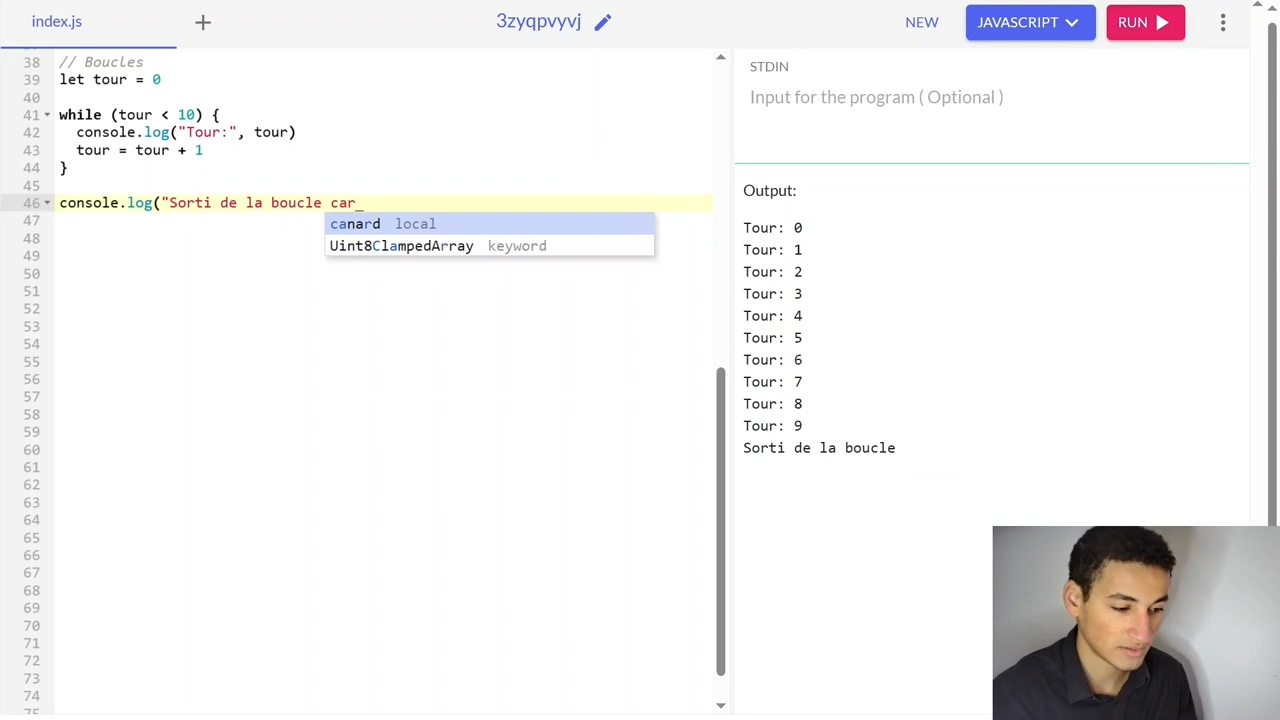 index.js
3zyqpvyvj
NEW
JAVASCRIPT
RUN
38 // Boucles
39 let tour = 0
40
41 while (tour < 10) {
42 console.log("Tour:", tour)
43 tour = tour + 1
44 }
45
46 console.log("Sorti de la boucle car_
canard local
Uint8ClampedArray keyword
47
48
49
50
51
52
53
54
55
56
57
58
59
60
61
62
63
64
65
66
67
68
69
70
71
72
73
74
75
STDIN
Input for the program ( Optional )
Output:
Tour: 0
Tour: 1
Tour: 2
Tour: 3
Tour: 4
Tour: 5
Tour: 6
Tour: 7
Tour: 8
Tour: 9
Sorti de la boucle